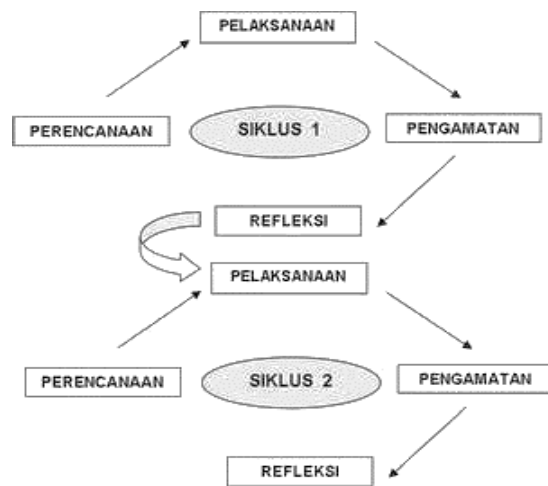 PELAKSANAAN
PERENCANAAN
SIKLUS 1
PENGAMATAN
REFLEKSI
PELAKSANAAN
PERENCANAAN
SIKLUS 2
PENGAMATAN
REFLEKSI